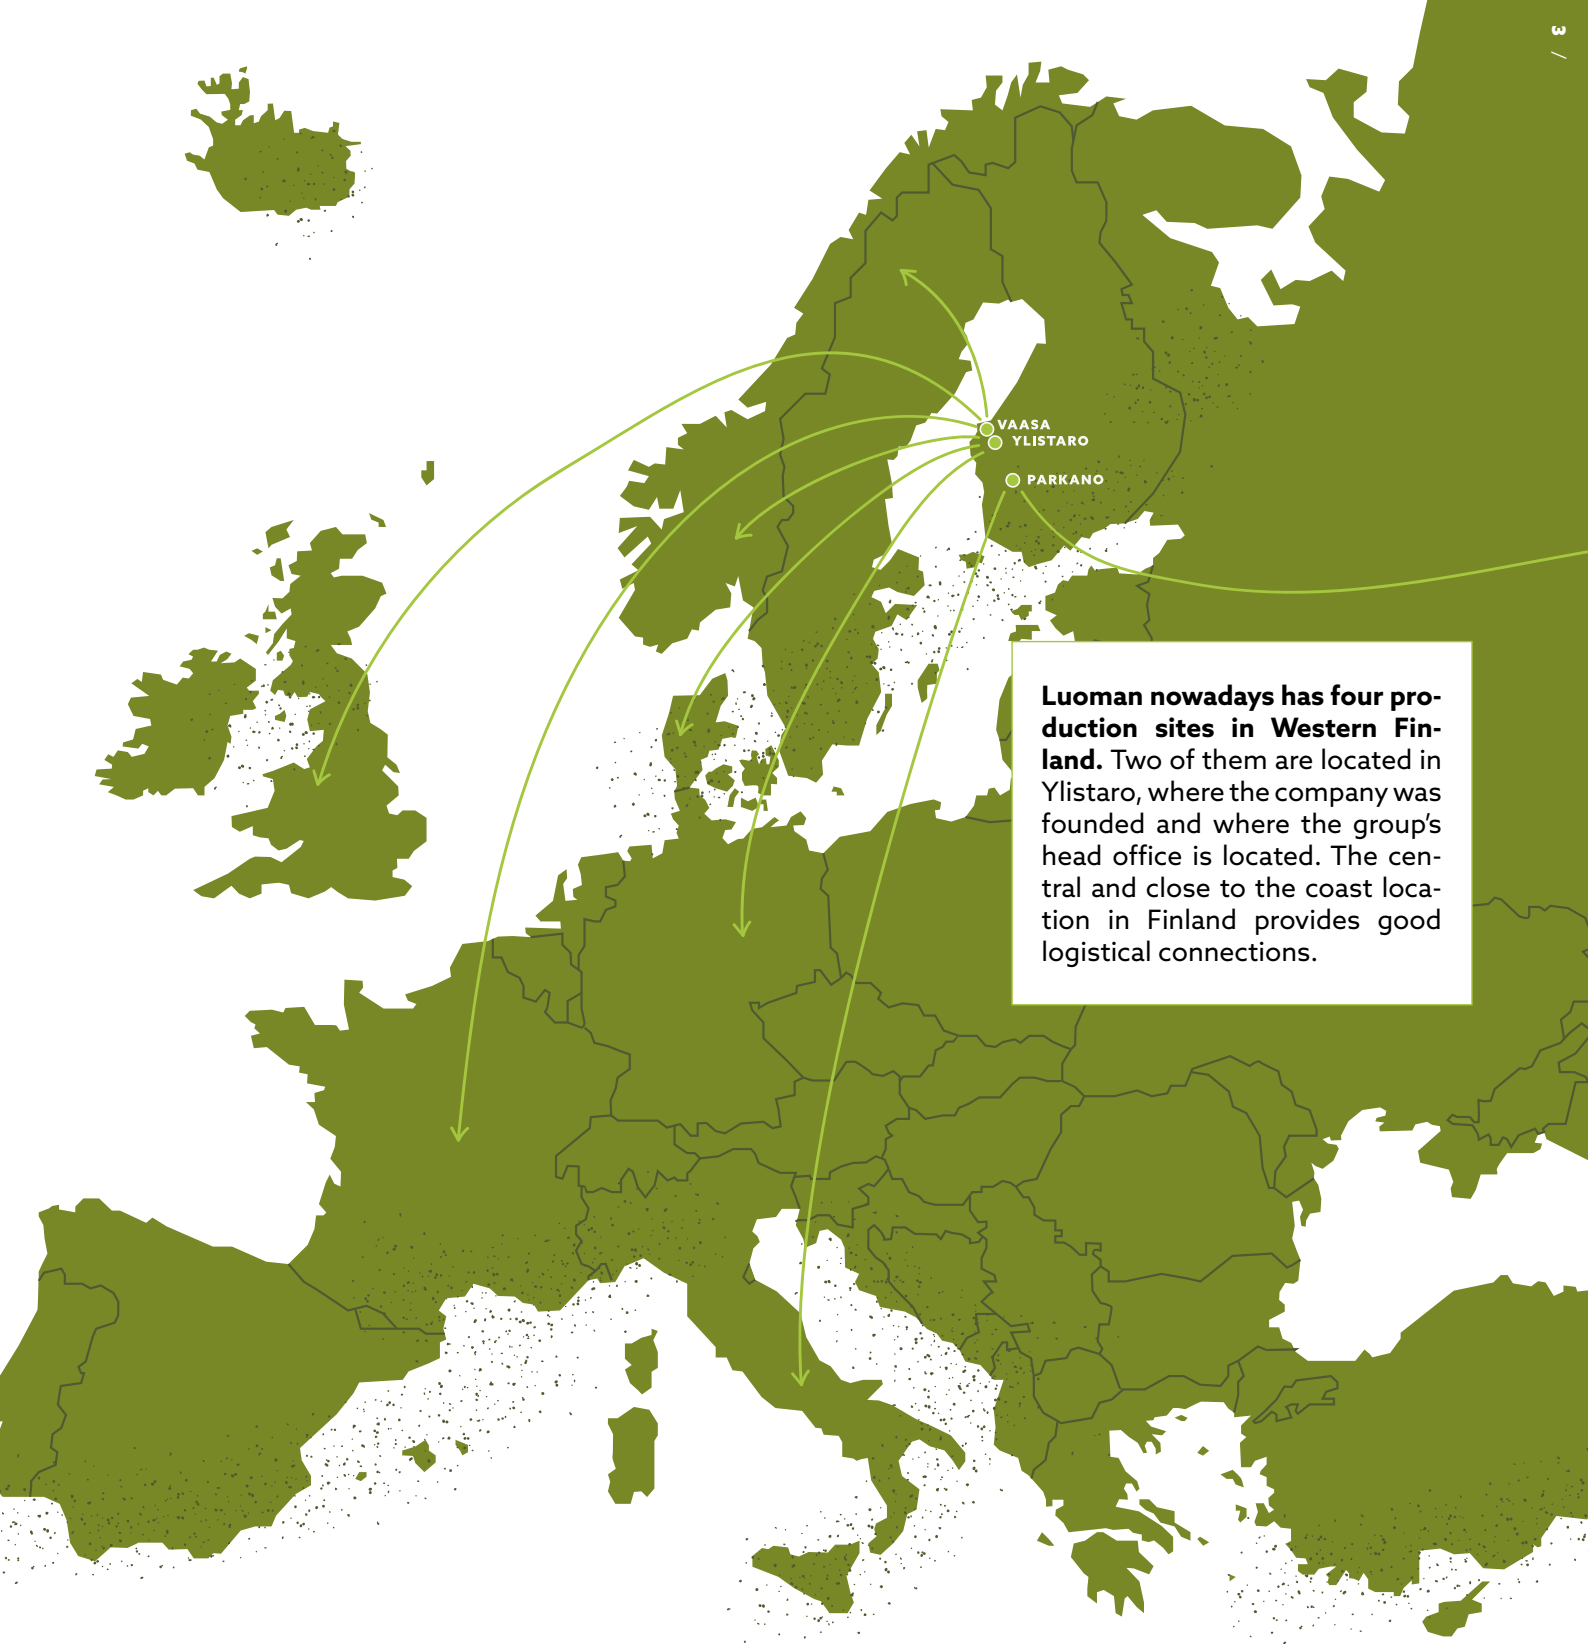 3 /
VAASA
YLISTARO
PARKANO
Luoman nowadays has four pro-
duction sites in Western Fin-
land. Two of them are located in
Ylistaro, where the company was
founded and where the group's
head office is located. The cen-
tral and close to the coast loca-
tion in Finland provides good
logistical connections.